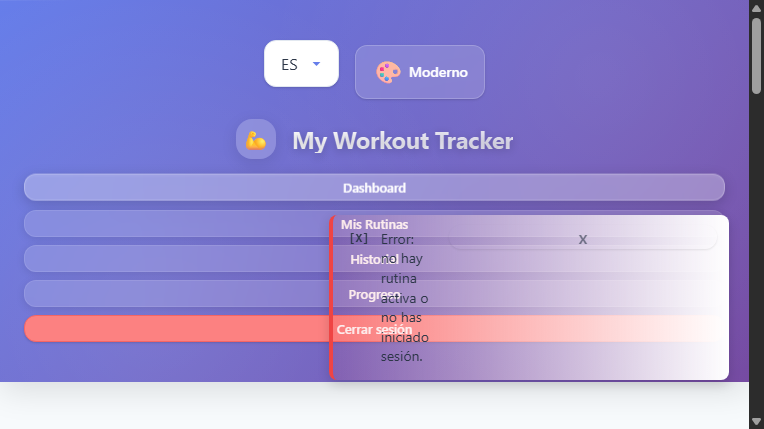 ES
Moderno
My Workout Tracker
Dashboard
Mis Rutinas
Historial
Progreso
Cerrar sesión
[X]
Error:
no hay
rutina
activa o
no has
iniciado
sesión.
X